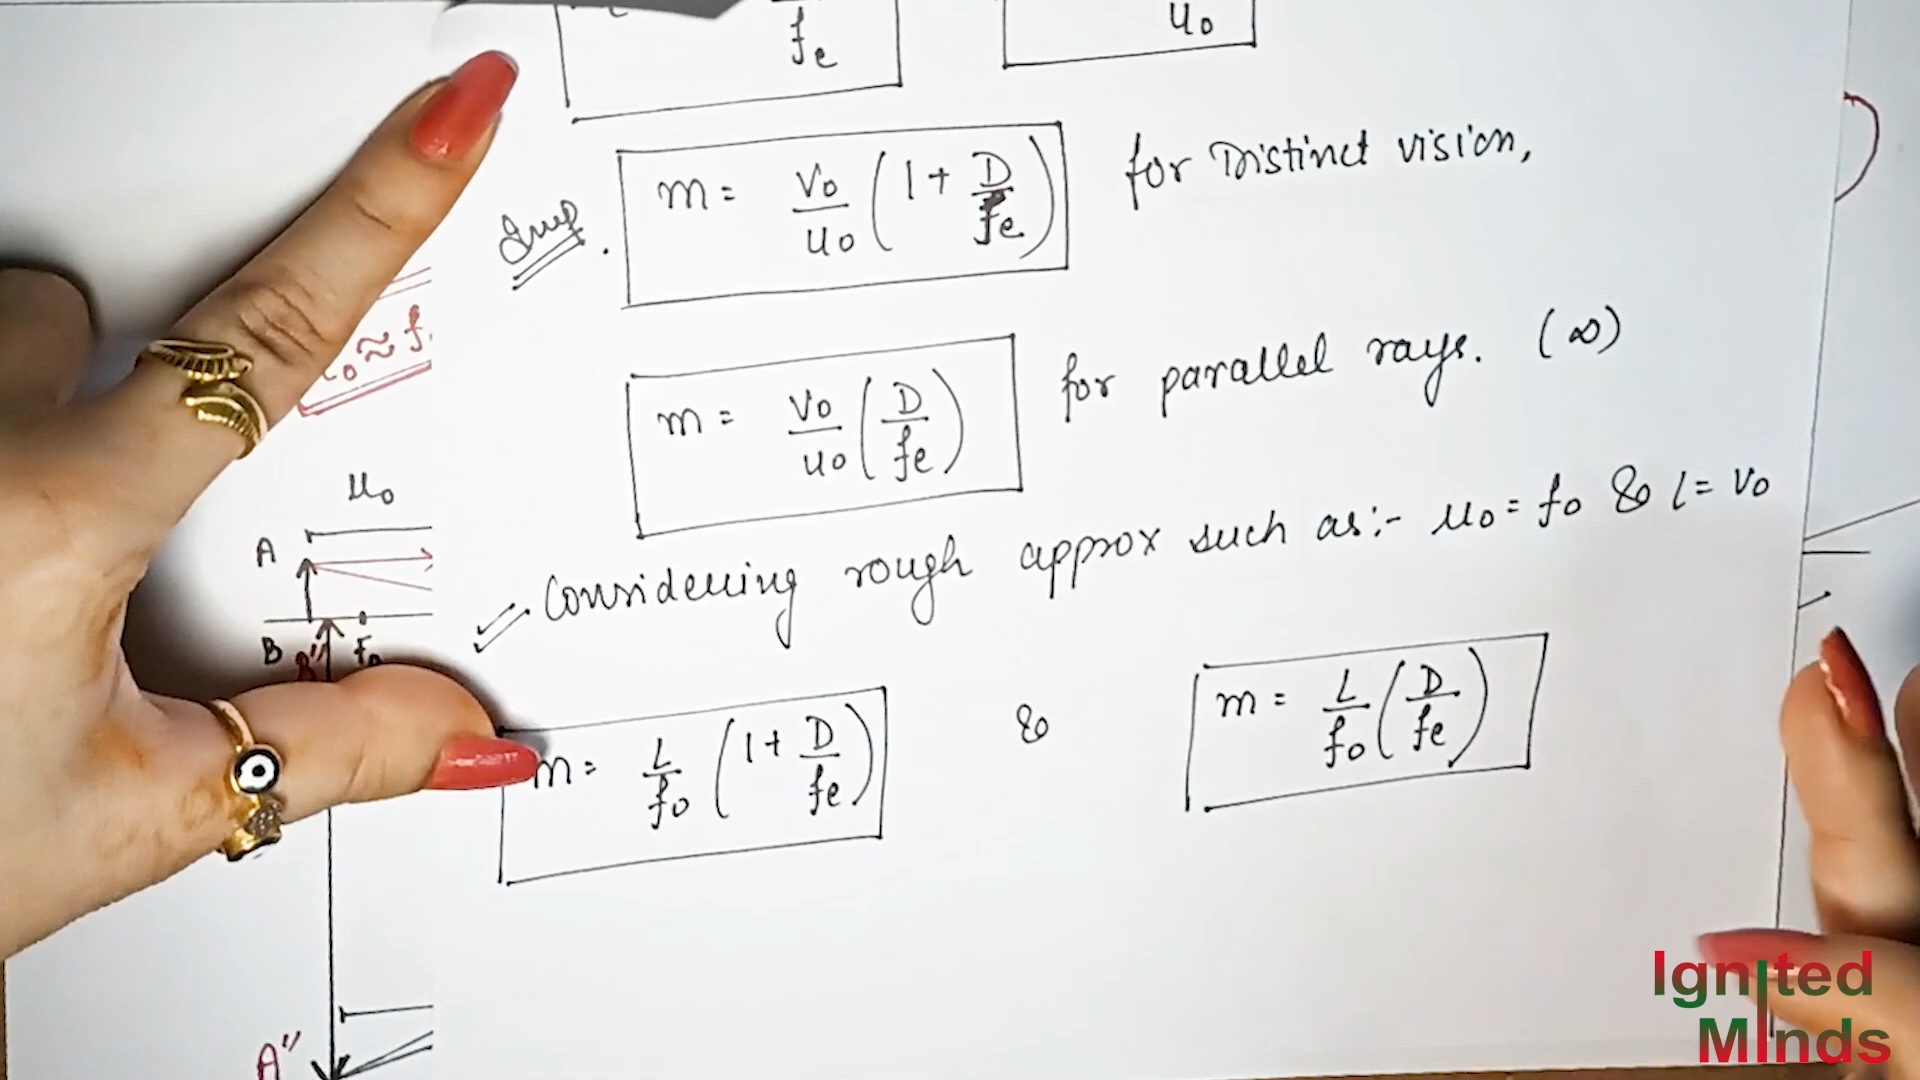 fe
u₀
Imp. m = V₀/u₀ (1 + D/fe) for Distinct vision,
≈ f.
m = V₀/u₀ (D/fe) for parallel rays. (∞)
u₀
A
Considering rough approx such as:- u₀ = f₀ & L = V₀
B
m = L/f₀ (1 + D/fe) & m = L/f₀ (D/fe)
A"
Ignited
Minds